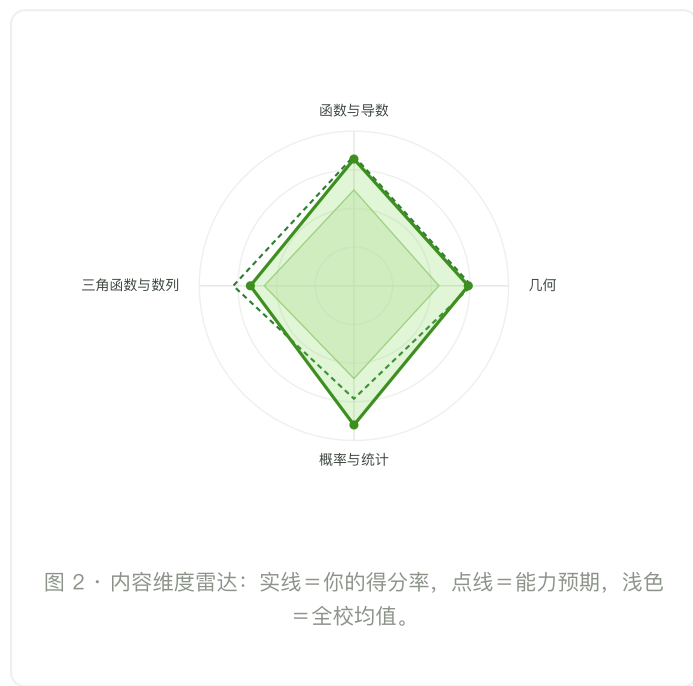 函数与导数
三角函数与数列
几何
概率与统计
图 2 · 内容维度雷达：实线＝你的得分率，点线＝能力预期，浅色
＝全校均值。